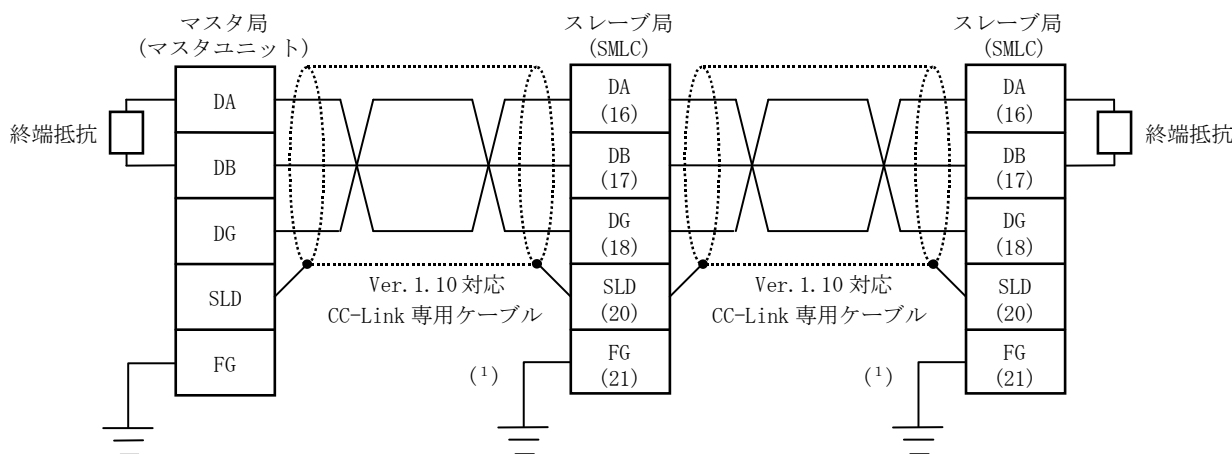 マスタ局
(マスタユニット)
スレーブ局
(SMLC)
スレーブ局
(SMLC)
終端抵抗
DA
DB
DG
SLD
FG
Ver.1.10対応
CC-Link 専用ケーブル
(¹)
DA
(16)
DB
(17)
DG
(18)
SLD
(20)
FG
(21)
Ver.1.10対応
CC-Link 専用ケーブル
(¹)
DA
(16)
DB
(17)
DG
(18)
SLD
(20)
FG
(21)
終端抵抗